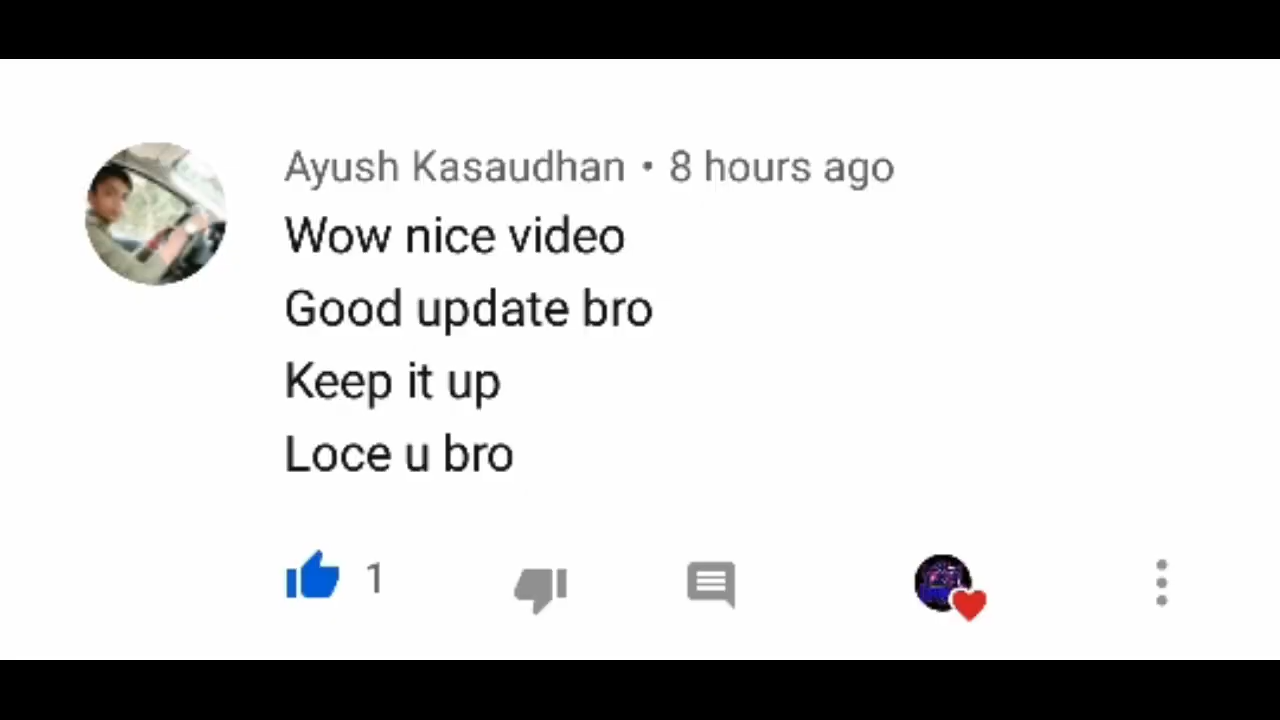 Ayush Kasaudhan • 8 hours ago
Wow nice video
Good update bro
Keep it up
Loce u bro
1